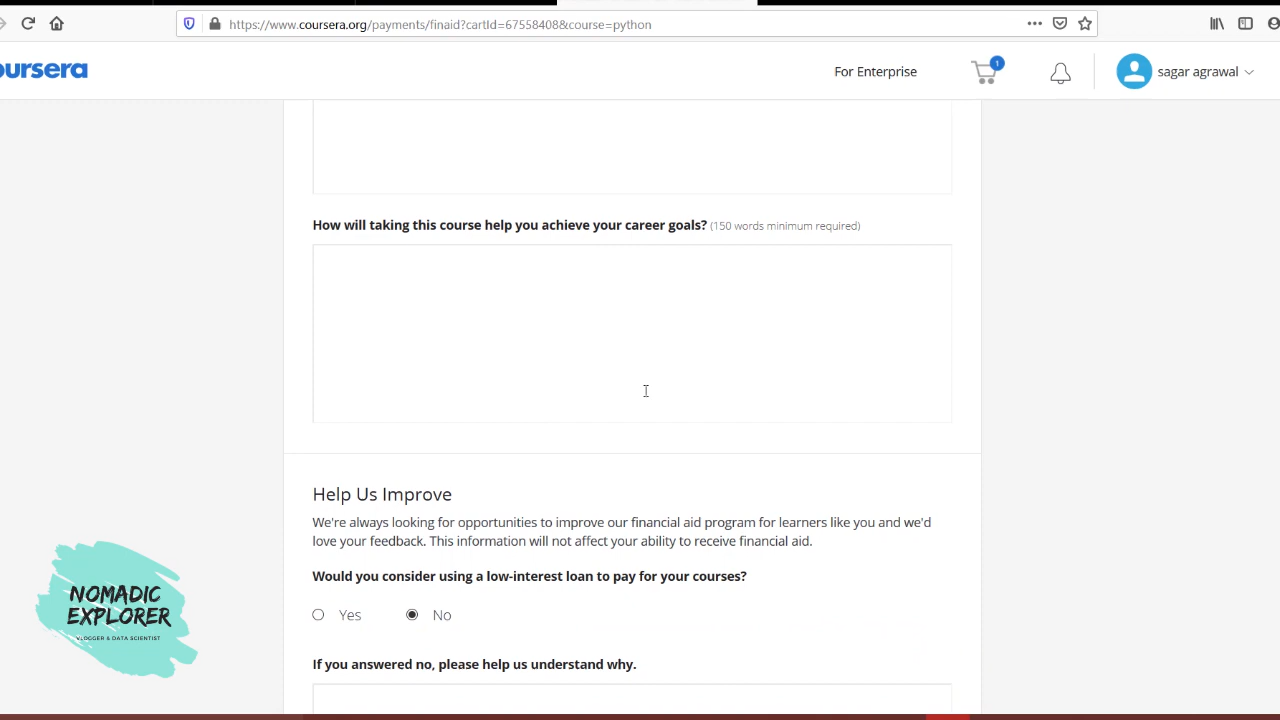 https://www.coursera.org/payments/finaid?cartId=67558408&course=python
oursera
For Enterprise
1
sagar agrawal
How will taking this course help you achieve your career goals? (150 words minimum required)
Help Us Improve
We're always looking for opportunities to improve our financial aid program for learners like you and we'd
love your feedback. This information will not affect your ability to receive financial aid.
Would you consider using a low-interest loan to pay for your courses?
Yes No
If you answered no, please help us understand why.
NOMADIC
EXPLORER
VLOGGER & DATA SCIENTIST